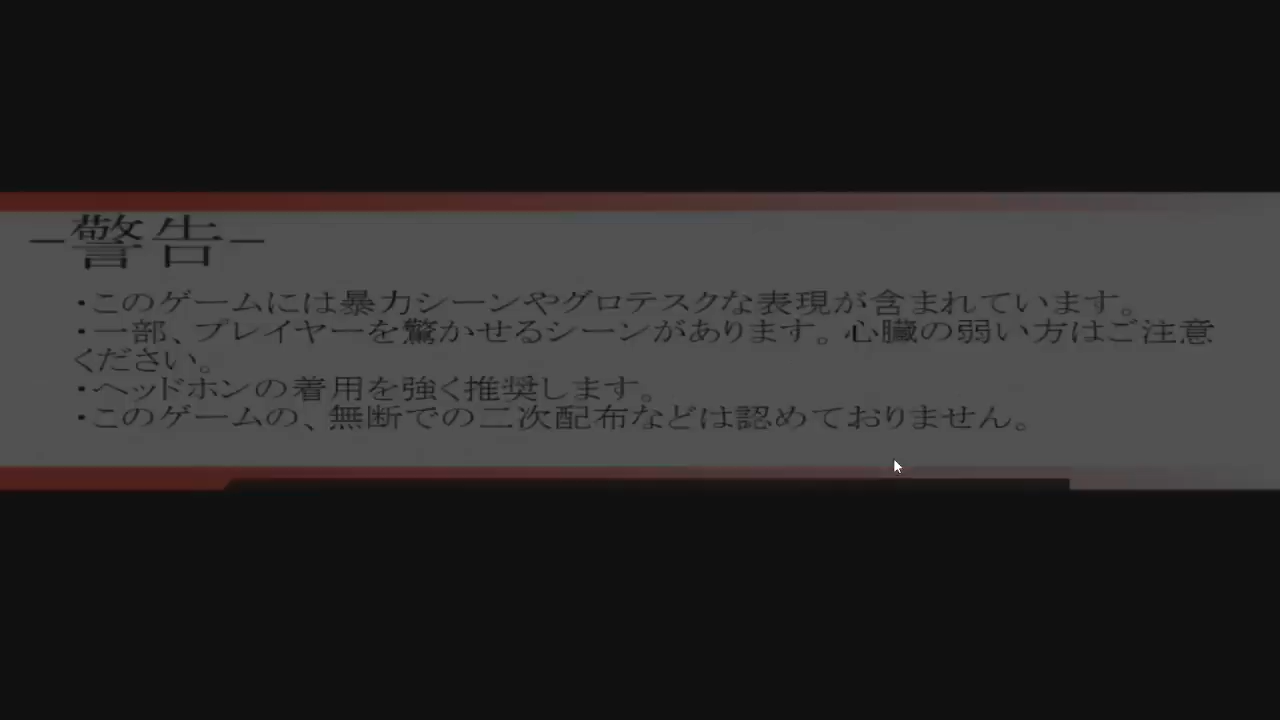 –警告–
・このゲームには暴力シーンやグロテスクな表現が含まれています。
・一部、プレイヤーを驚かせるシーンがあります。心臓の弱い方はご注意
ください。
・ヘッドホンの着用を強く推奨します。
・このゲームの、無断での二次配布などは認めておりません。